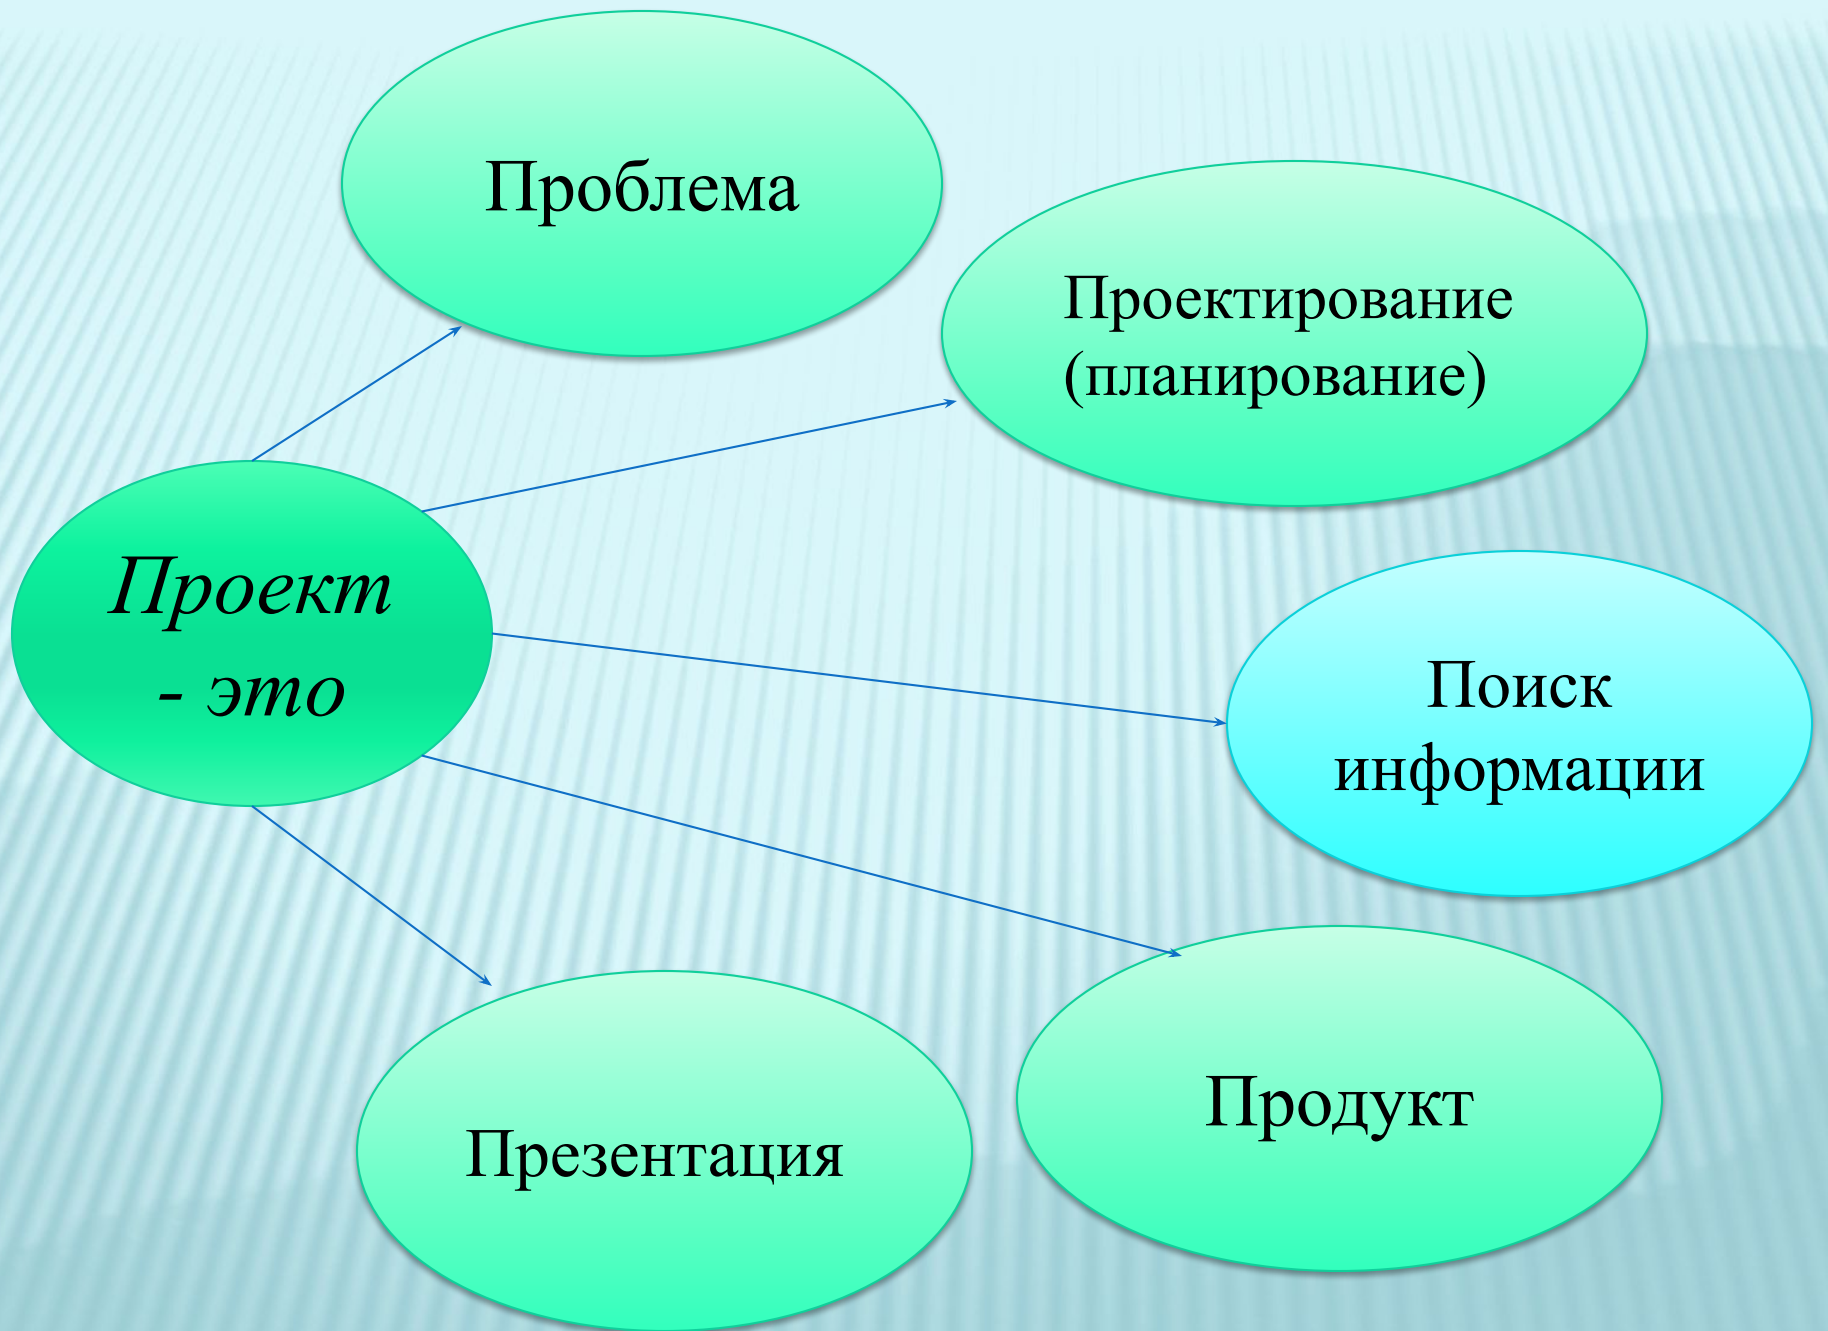 Проблема
Проектирование
(планирование)
Проект
- это
Поиск
информации
Продукт
Презентация